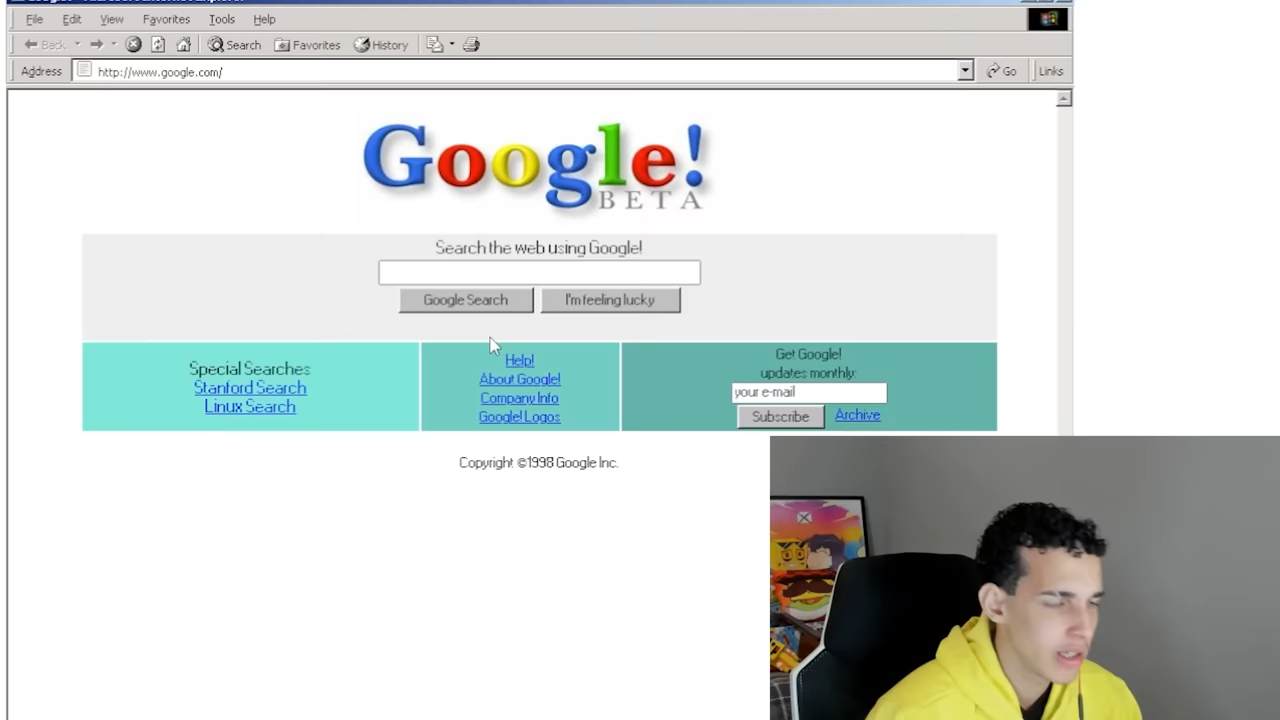 File Edit View Favorites Tools Help
Back Search Favorites History
Address http://www.google.com/ Go Links
Google!
BETA
Search the web using Google!
Google Search I'm feeling lucky
Special Searches
Stanford Search
Linux Search
Help!
About Google!
Company Info
Google! Logos
Get Google!
updates monthly:
your e-mail
Subscribe Archive
Copyright ©1998 Google Inc.